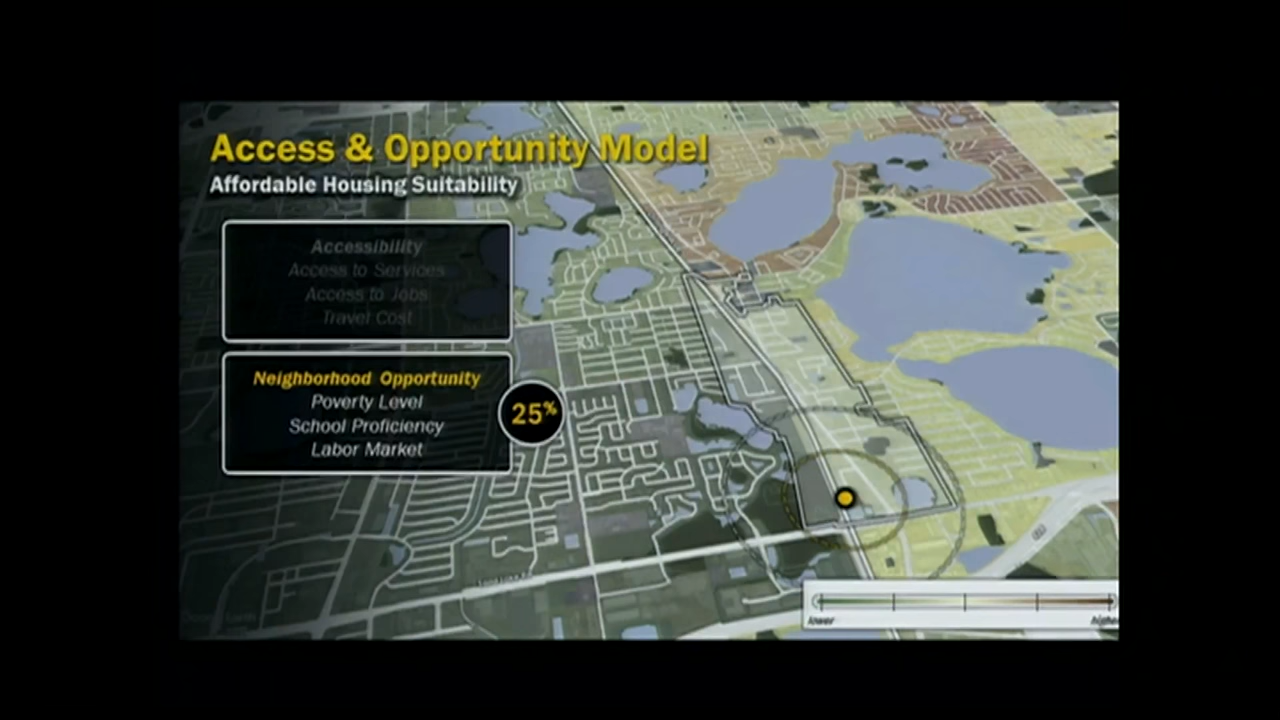 Access & Opportunity Model
Affordable Housing Suitability
Accessibility
Access to Services
Access to Jobs
Travel Cost
Neighborhood Opportunity
Poverty Level
School Proficiency
Labor Market
25%
lower
higher